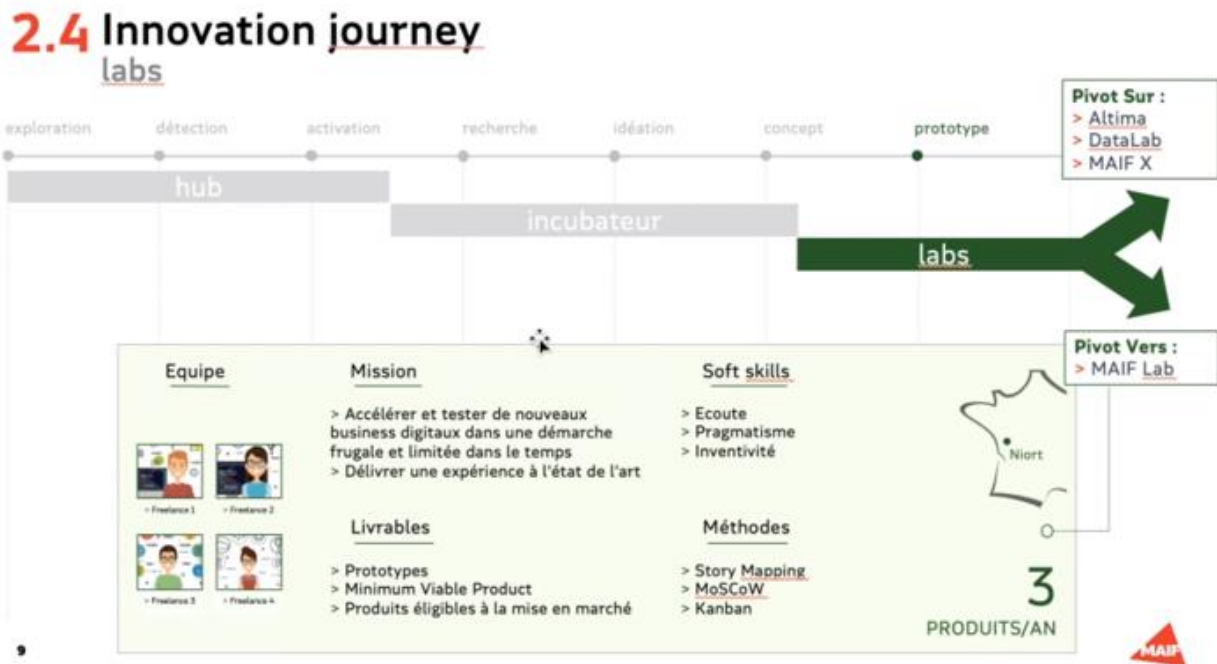 2.4 Innovation journey
labs
exploration
détection
activation
recherche
idéation
concept
prototype
hub
incubateur
labs
Pivot Sur :
> Altima
> DataLab
> MAIF X
Pivot Vers :
> MAIF Lab
Equipe
> Freelance 1
> Freelance 2
> Freelance 3
> Freelance 4
Mission
> Accélérer et tester de nouveaux
business digitaux dans une démarche
frugale et limitée dans le temps
> Délivrer une expérience à l'état de l'art
Soft skills
> Ecoute
> Pragmatisme
> Inventivité
Livrables
> Prototypes
> Minimum Viable Product
> Produits éligibles à la mise en marché
Méthodes
> Story Mapping
> MoSCoW
> Kanban
Niort
3
PRODUITS/AN
9
MAIF